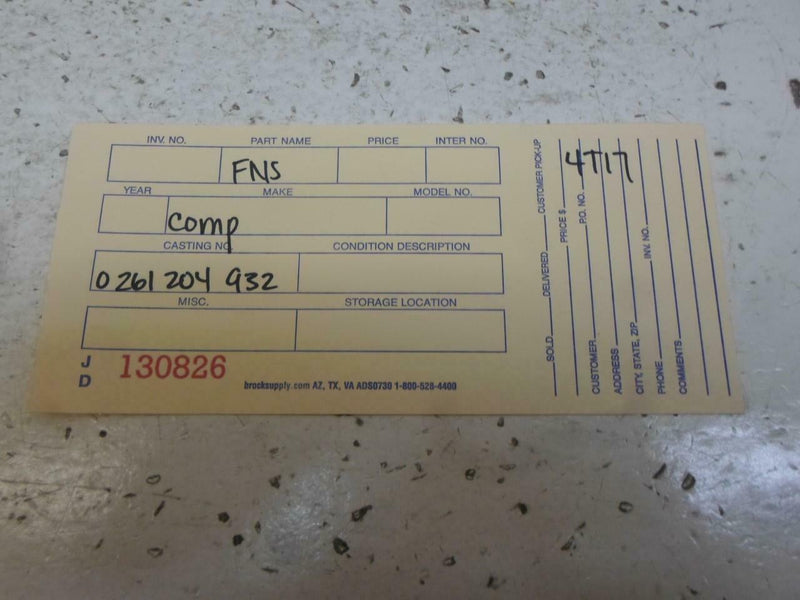 INV. NO. PART NAME PRICE INTER NO.
FNS
YEAR MAKE MODEL NO.
Comp
CASTING NO. CONDITION DESCRIPTION
0 261 204 932
MISC. STORAGE LOCATION
J D 130826
brocksupply.com AZ, TX, VA ADS0730 1-800-528-4400
SOLD DELIVERED CUSTOMER PICK-UP
PRICE $
4T17
P.O. NO.
CUSTOMER
ADDRESS
CITY, STATE, ZIP
INV. NO.
PHONE
COMMENTS